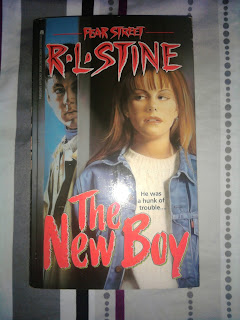 FEAR STREET
R·L·STINE
He was
a hunk of
trouble...
The
New Boy